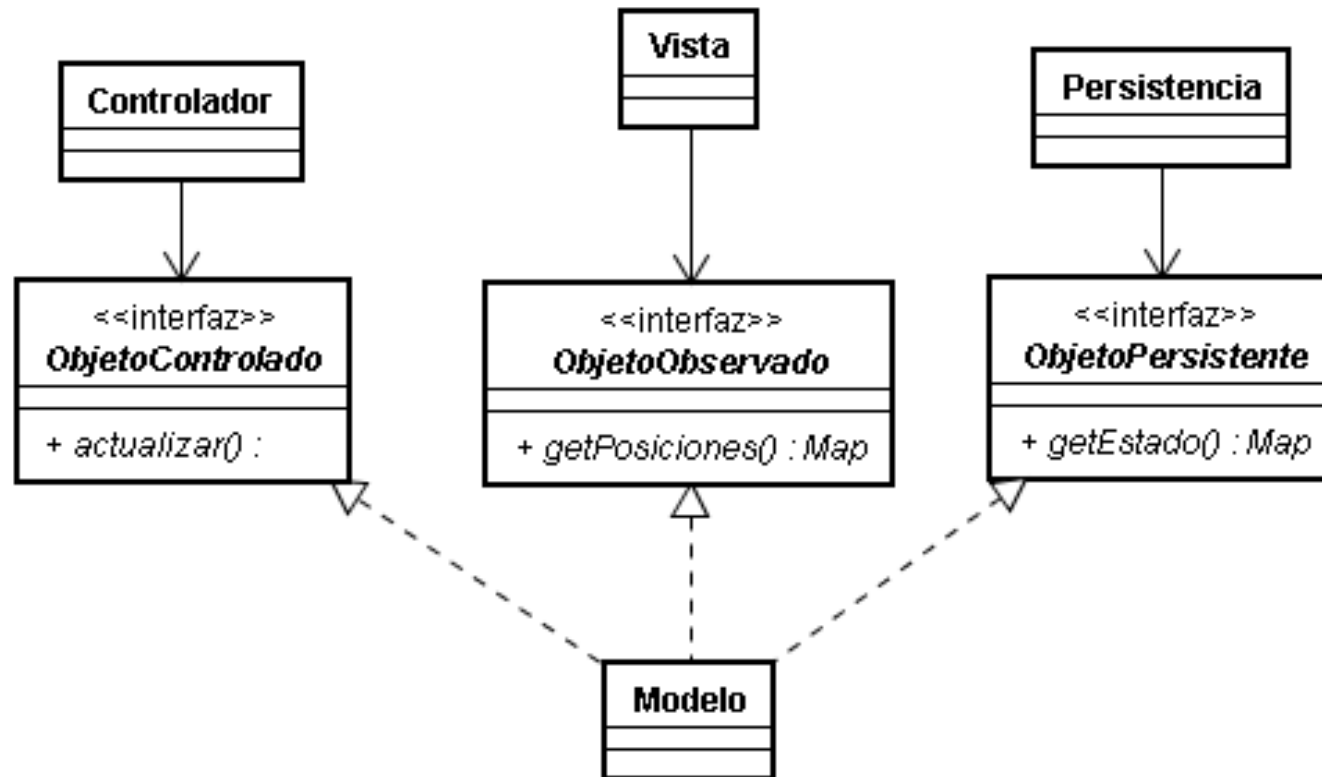 Vista
Controlador
Persistencia
<<interfaz>>
ObjetoControlado
+ actualizar() :
<<interfaz>>
ObjetoObservado
+ getPosiciones() : Map
<<interfaz>>
ObjetoPersistente
+ getEstado() : Map
Modelo